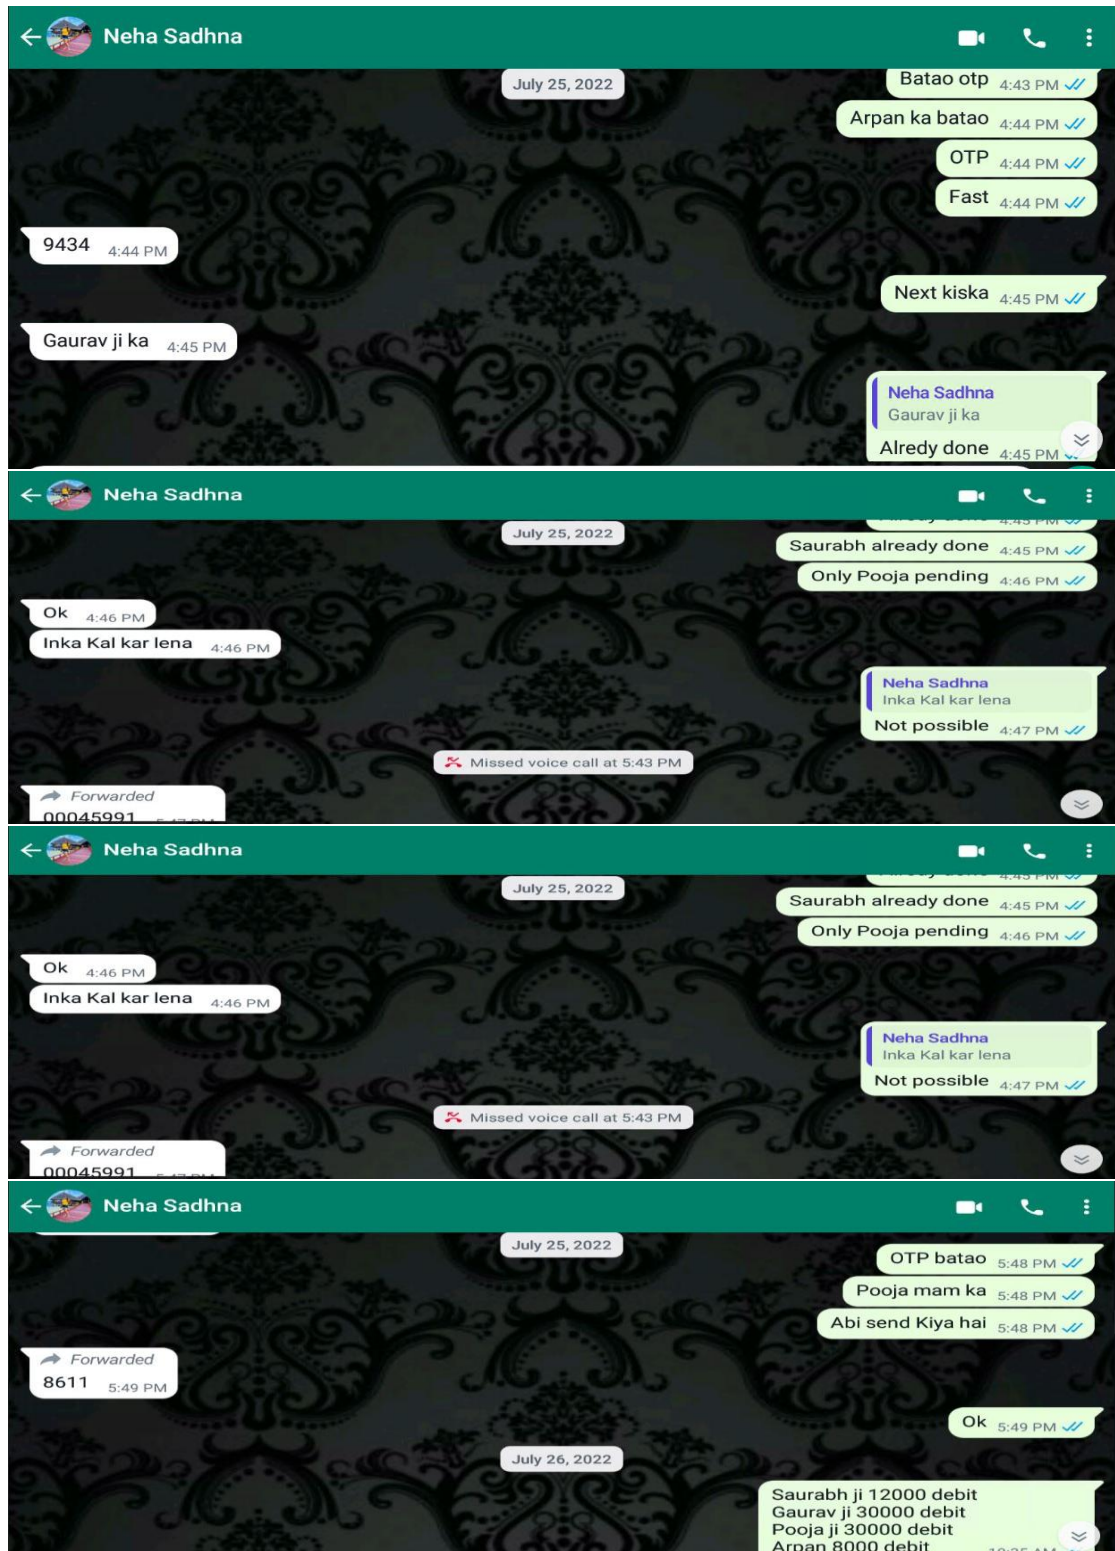 Neha Sadhna
July 25, 2022
Batao otp 4:43 PM
Arpan ka batao 4:44 PM
OTP 4:44 PM
Fast 4:44 PM
9434 4:44 PM
Next kiska 4:45 PM
Gaurav ji ka 4:45 PM
Neha Sadhna
Gaurav ji ka
Alredy done 4:45 PM
Neha Sadhna
July 25, 2022
Saurabh already done 4:45 PM
Only Pooja pending 4:46 PM
Ok 4:46 PM
Inka Kal kar lena 4:46 PM
Neha Sadhna
Inka Kal kar lena
Not possible 4:47 PM
Missed voice call at 5:43 PM
Forwarded
00045991
Neha Sadhna
July 25, 2022
Saurabh already done 4:45 PM
Only Pooja pending 4:46 PM
Ok 4:46 PM
Inka Kal kar lena 4:46 PM
Neha Sadhna
Inka Kal kar lena
Not possible 4:47 PM
Missed voice call at 5:43 PM
Forwarded
00045991
Neha Sadhna
July 25, 2022
OTP batao 5:48 PM
Pooja mam ka 5:48 PM
Abi send Kiya hai 5:48 PM
Forwarded
8611 5:49 PM
Ok 5:49 PM
July 26, 2022
Saurabh ji 12000 debit
Gaurav ji 30000 debit
Pooja ji 30000 debit
Arpan 8000 debit